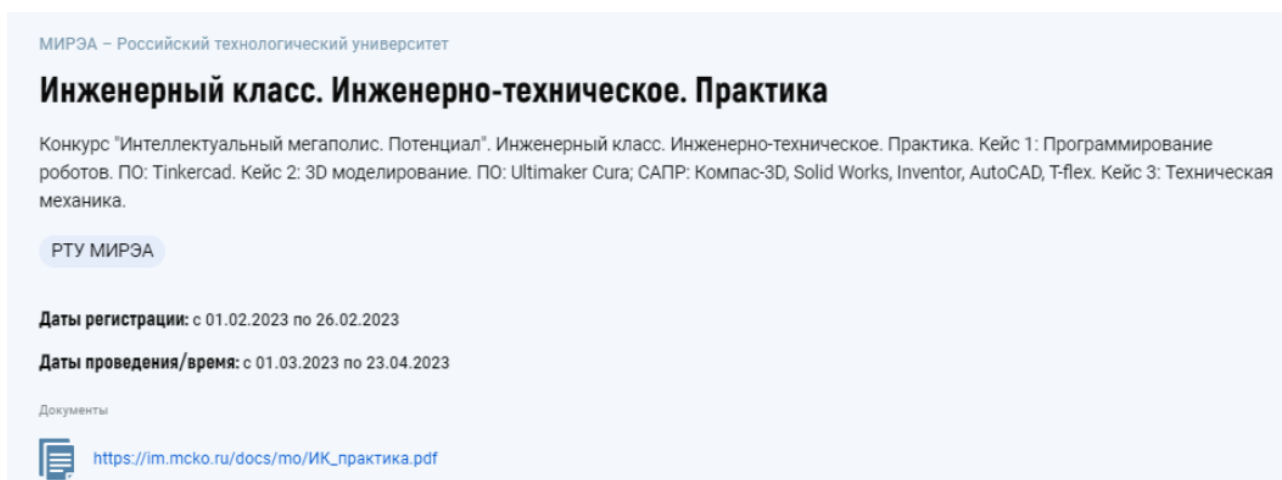 МИРЭА – Российский технологический университет
Инженерный класс. Инженерно-техническое. Практика
Конкурс "Интеллектуальный мегаполис. Потенциал". Инженерный класс. Инженерно-техническое. Практика. Кейс 1: Программирование
роботов. ПО: Tinkercad. Кейс 2: 3D моделирование. ПО: Ultimaker Cura; САПР: Компас-3D, Solid Works, Inventor, AutoCAD, T-flex. Кейс 3: Техническая
механика.
РТУ МИРЭА
Даты регистрации: с 01.02.2023 по 26.02.2023
Даты проведения/время: с 01.03.2023 по 23.04.2023
Документы
https://im.mcko.ru/docs/mo/ИК_практика.pdf